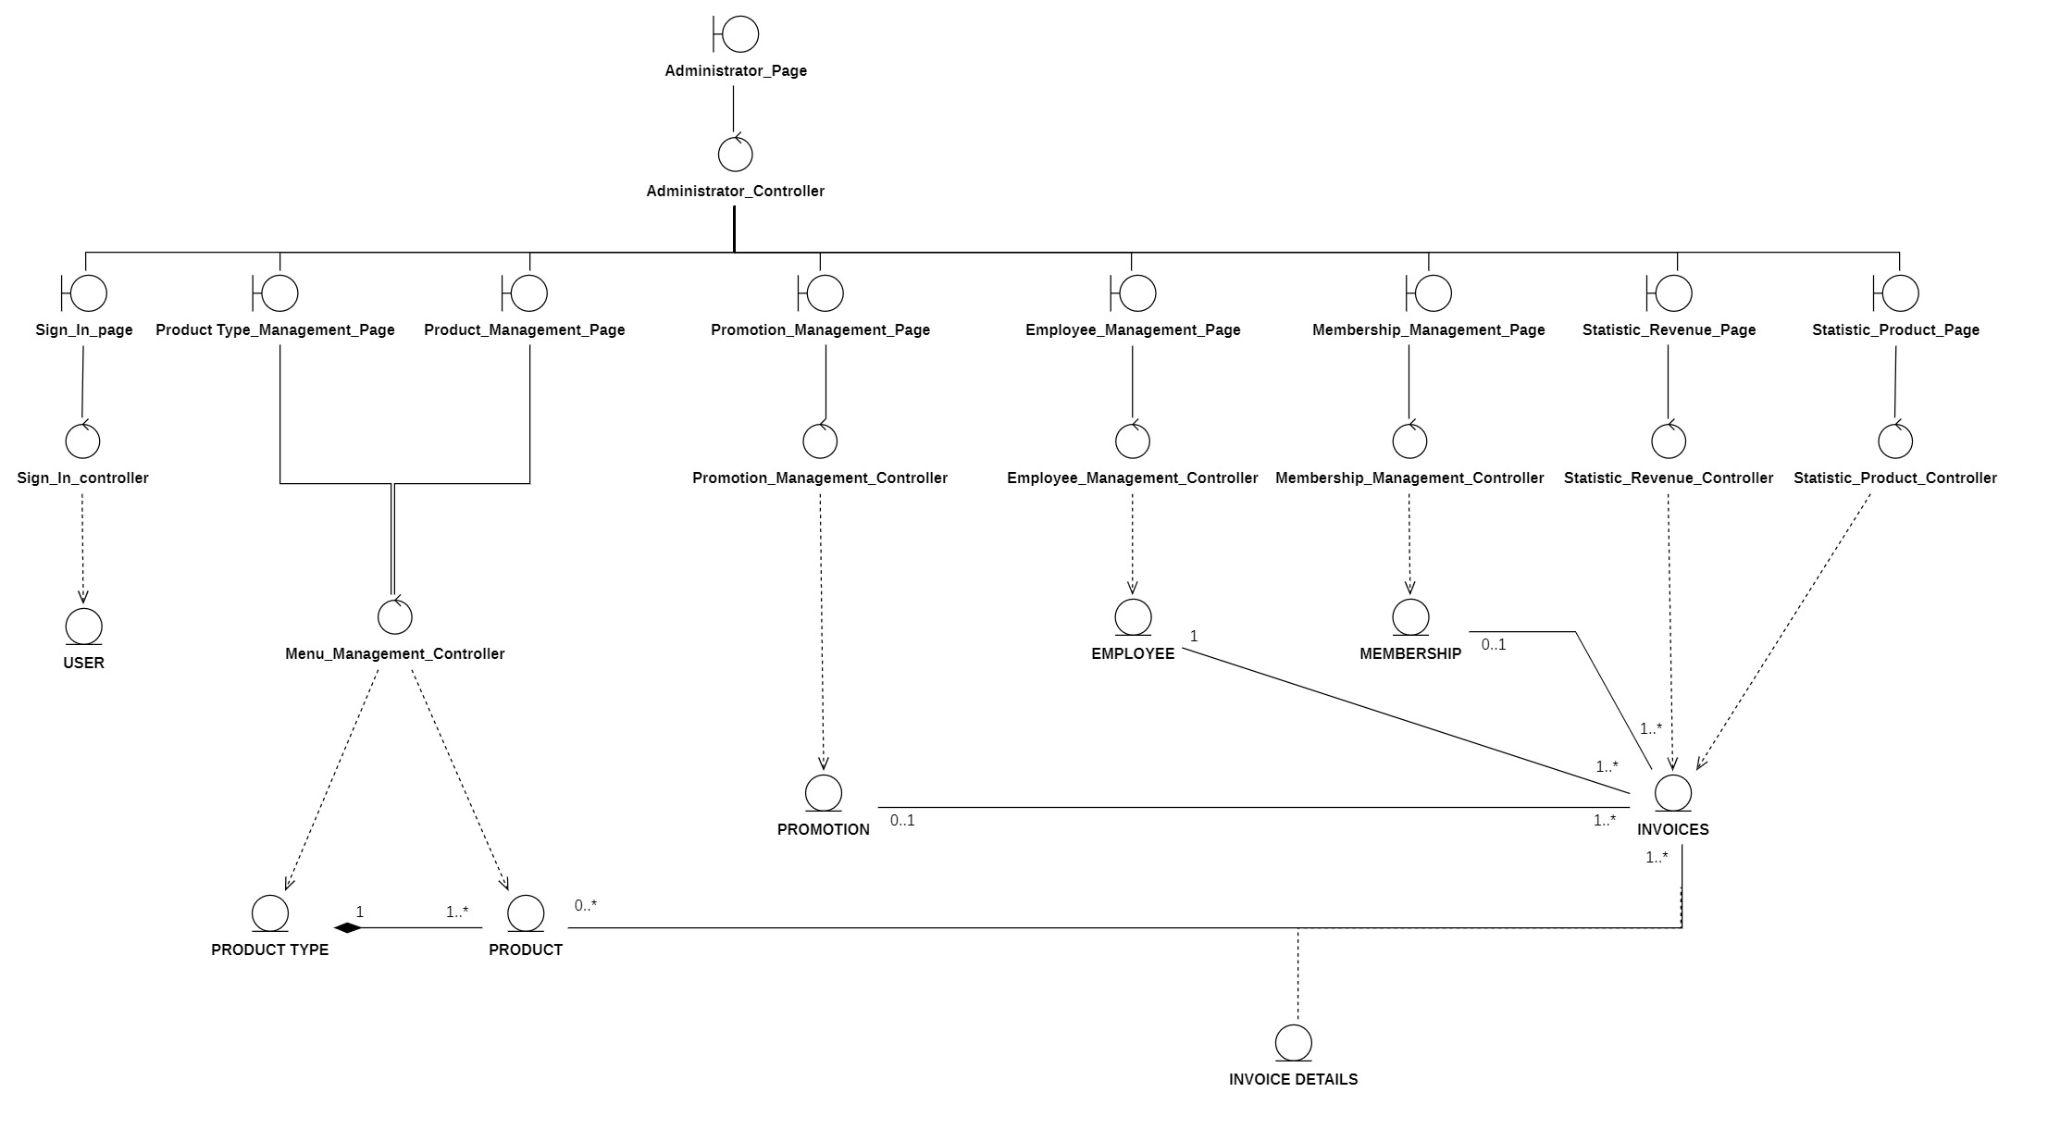 Administrator_Page
Administrator_Controller
Sign_In_page
Product Type_Management_Page
Product_Management_Page
Promotion_Management_Page
Employee_Management_Page
Membership_Management_Page
Statistic_Revenue_Page
Statistic_Product_Page
Sign_In_controller
Promotion_Management_Controller
Employee_Management_Controller
Membership_Management_Controller
Statistic_Revenue_Controller
Statistic_Product_Controller
1
0..1
USER
Menu_Management_Controller
EMPLOYEE
MEMBERSHIP
1..*
1..*
0..1
1..*
PROMOTION
INVOICES
1..*
1
1..*
0..*
PRODUCT TYPE
PRODUCT
INVOICE DETAILS